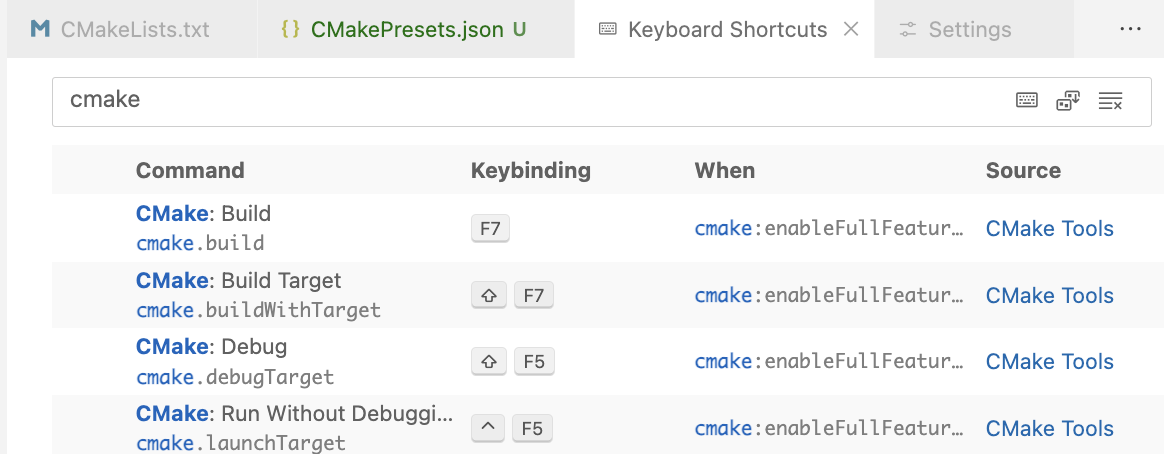 CMakeLists.txt {} CMakePresets.json U Keyboard Shortcuts Settings ...
cmake
Command Keybinding When Source
CMake: Build
cmake.build
F7 cmake:enableFullFeatur… CMake Tools
CMake: Build Target
cmake.buildWithTarget
⇧ F7 cmake:enableFullFeatur… CMake Tools
CMake: Debug
cmake.debugTarget
⇧ F5 cmake:enableFullFeatur… CMake Tools
CMake: Run Without Debuggi...
cmake.launchTarget
^ F5 cmake:enableFullFeatur… CMake Tools